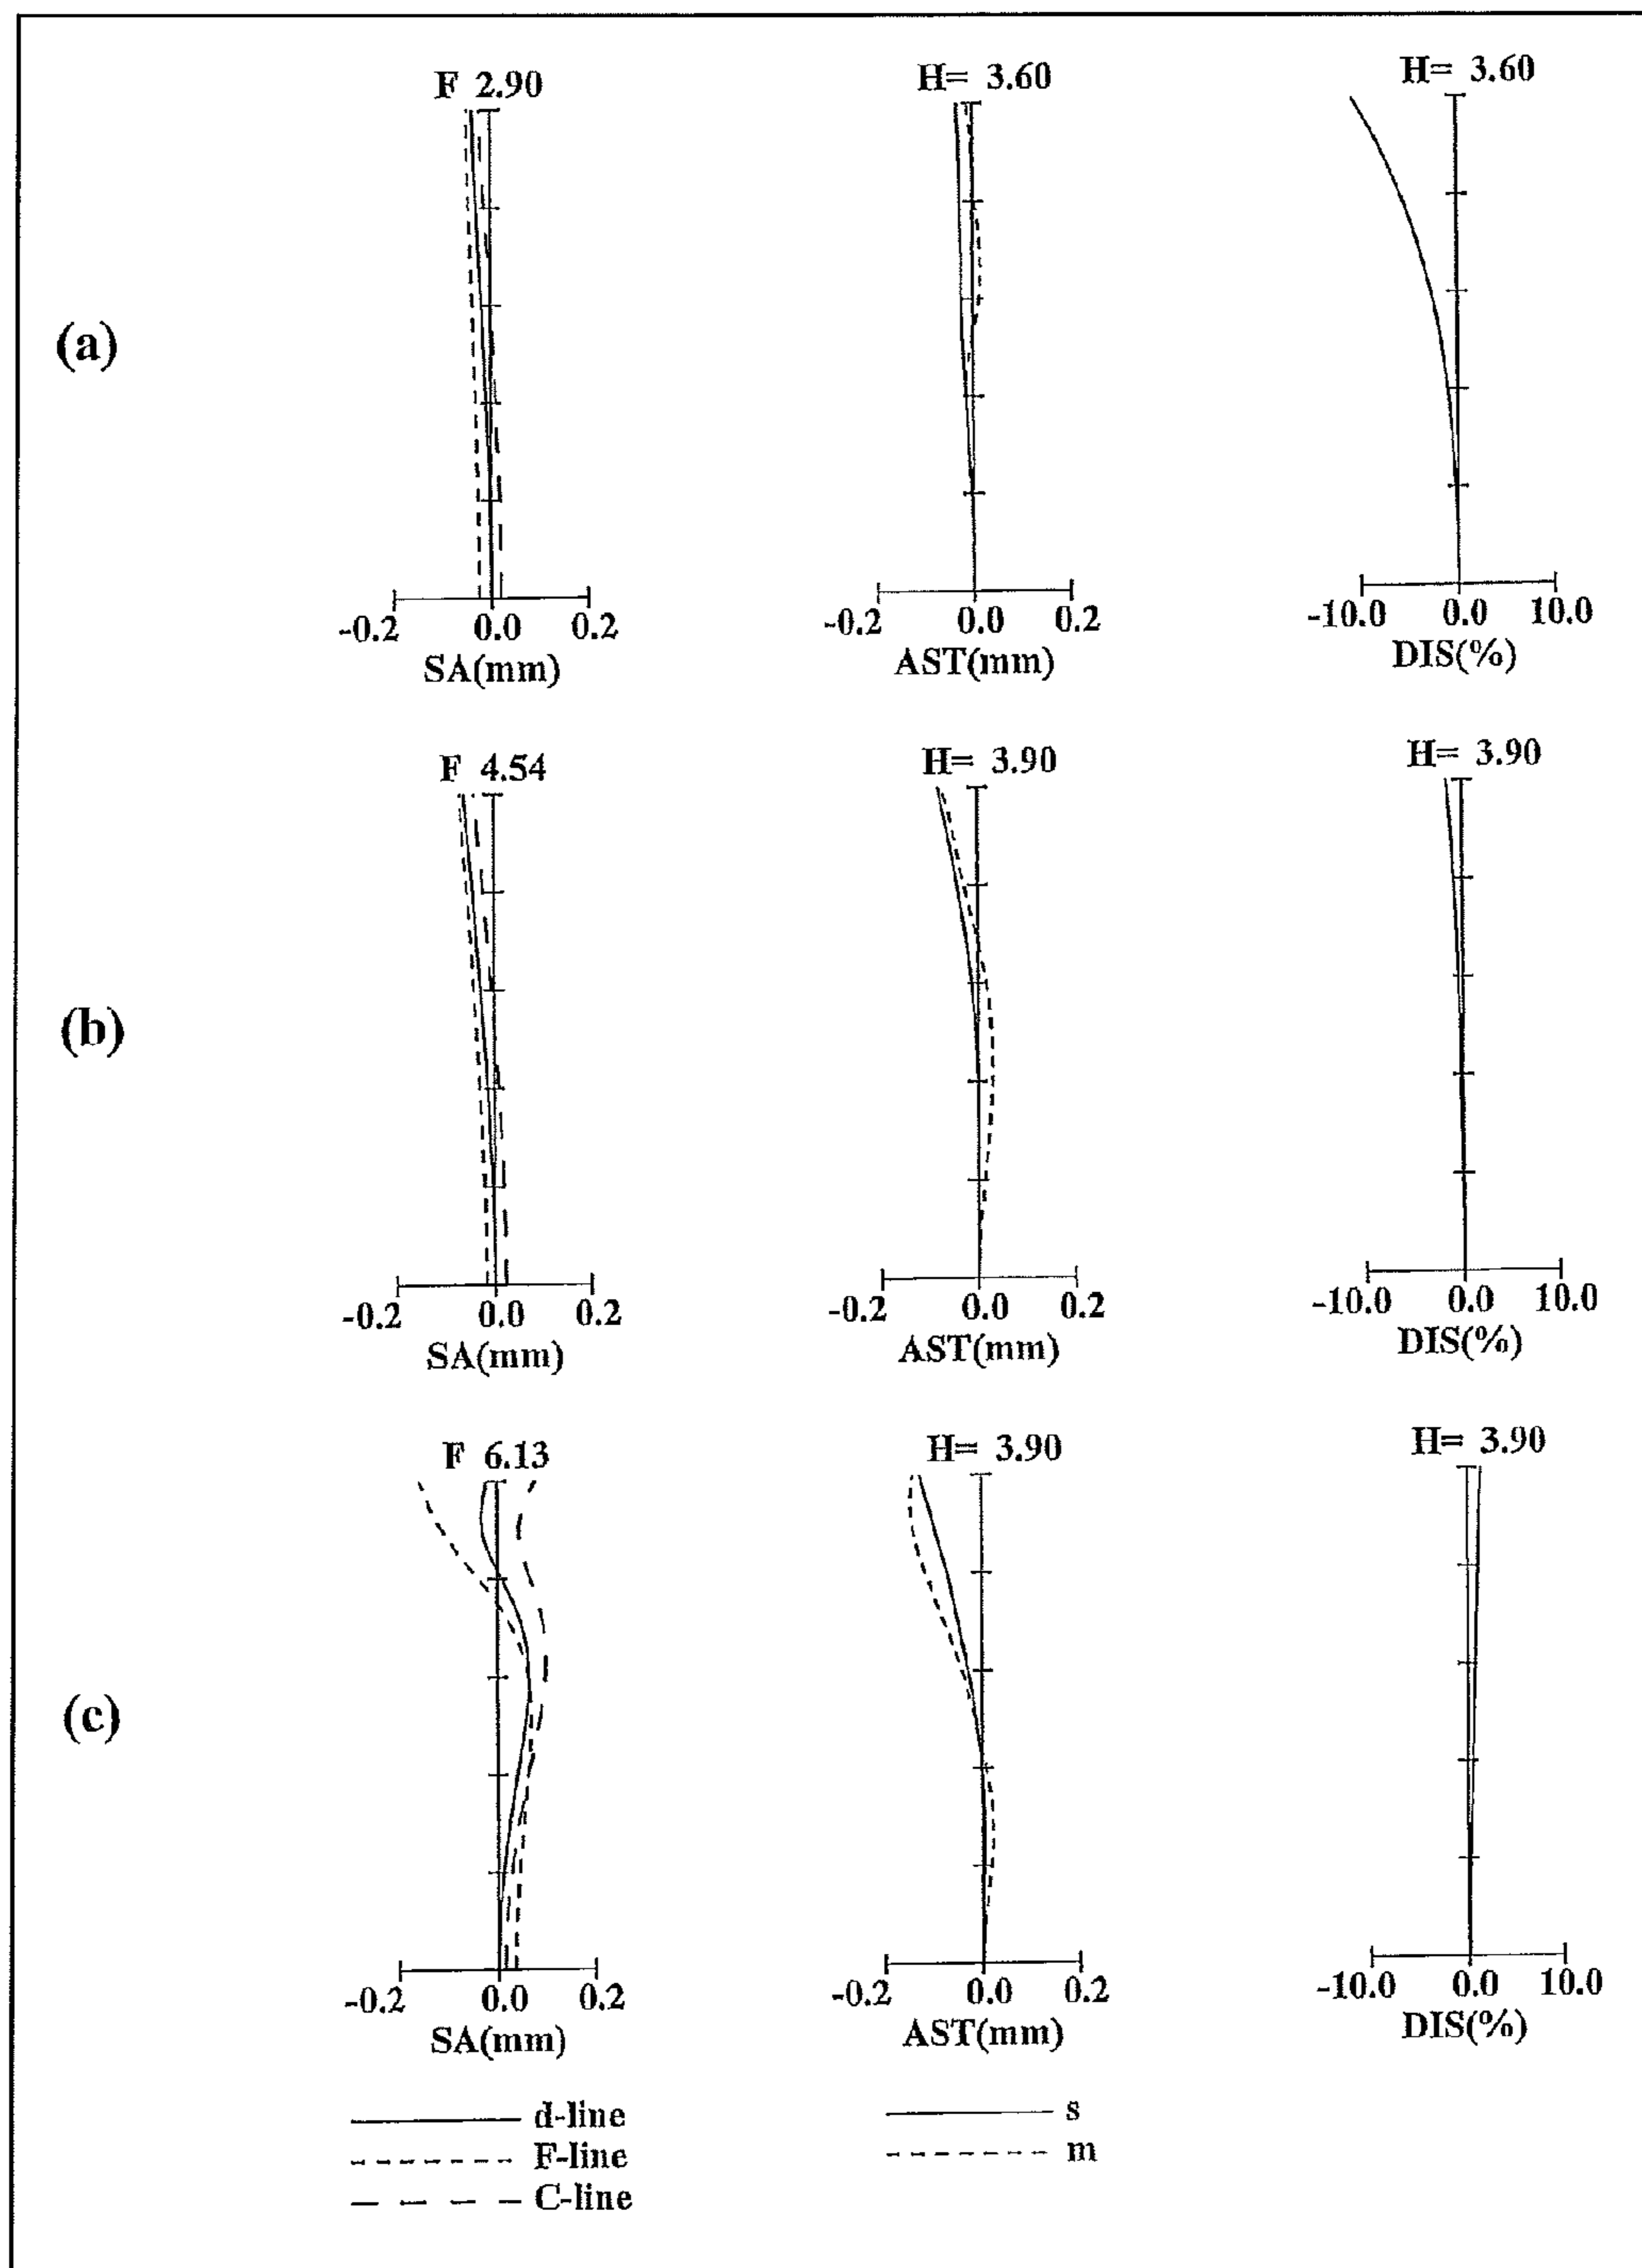 (a)
F 2.90
-0.2 0.0 0.2
SA(mm)
H= 3.60
-0.2 0.0 0.2
AST(mm)
H= 3.60
-10.0 0.0 10.0
DIS(%)
(b)
F 4.54
-0.2 0.0 0.2
SA(mm)
H= 3.90
-0.2 0.0 0.2
AST(mm)
H= 3.90
-10.0 0.0 10.0
DIS(%)
(c)
F 6.13
-0.2 0.0 0.2
SA(mm)
H= 3.90
-0.2 0.0 0.2
AST(mm)
H= 3.90
-10.0 0.0 10.0
DIS(%)
d-line
F-line
C-line
s
m